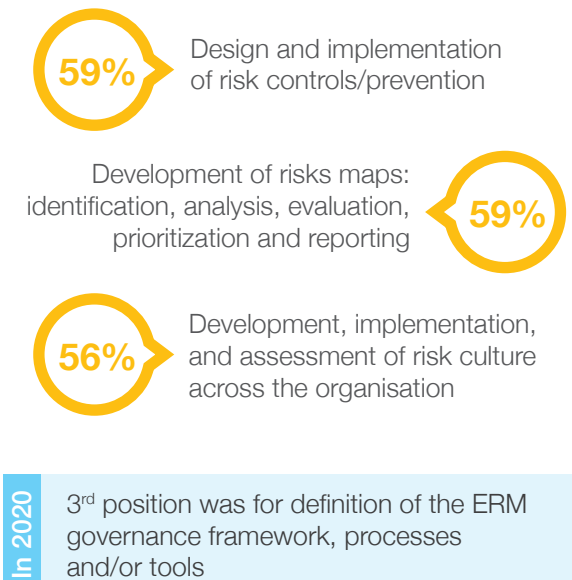 59%
Design and implementation
of risk controls/prevention
Development of risks maps:
identification, analysis, evaluation,
prioritization and reporting
59%
56%
Development, implementation,
and assessment of risk culture
across the organisation
In 2020
3rd position was for definition of the ERM
governance framework, processes
and/or tools